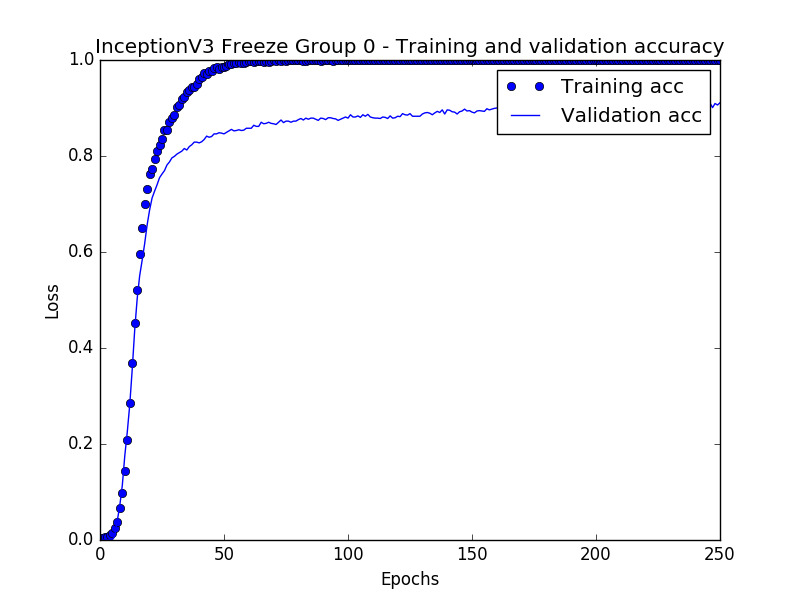 InceptionV3 Freeze Group 0 - Training and validation accuracy
1.0
Training acc
Validation acc
0.8
0.6
Loss
0.4
0.2
0.0
0 50 100 150 200 250
Epochs